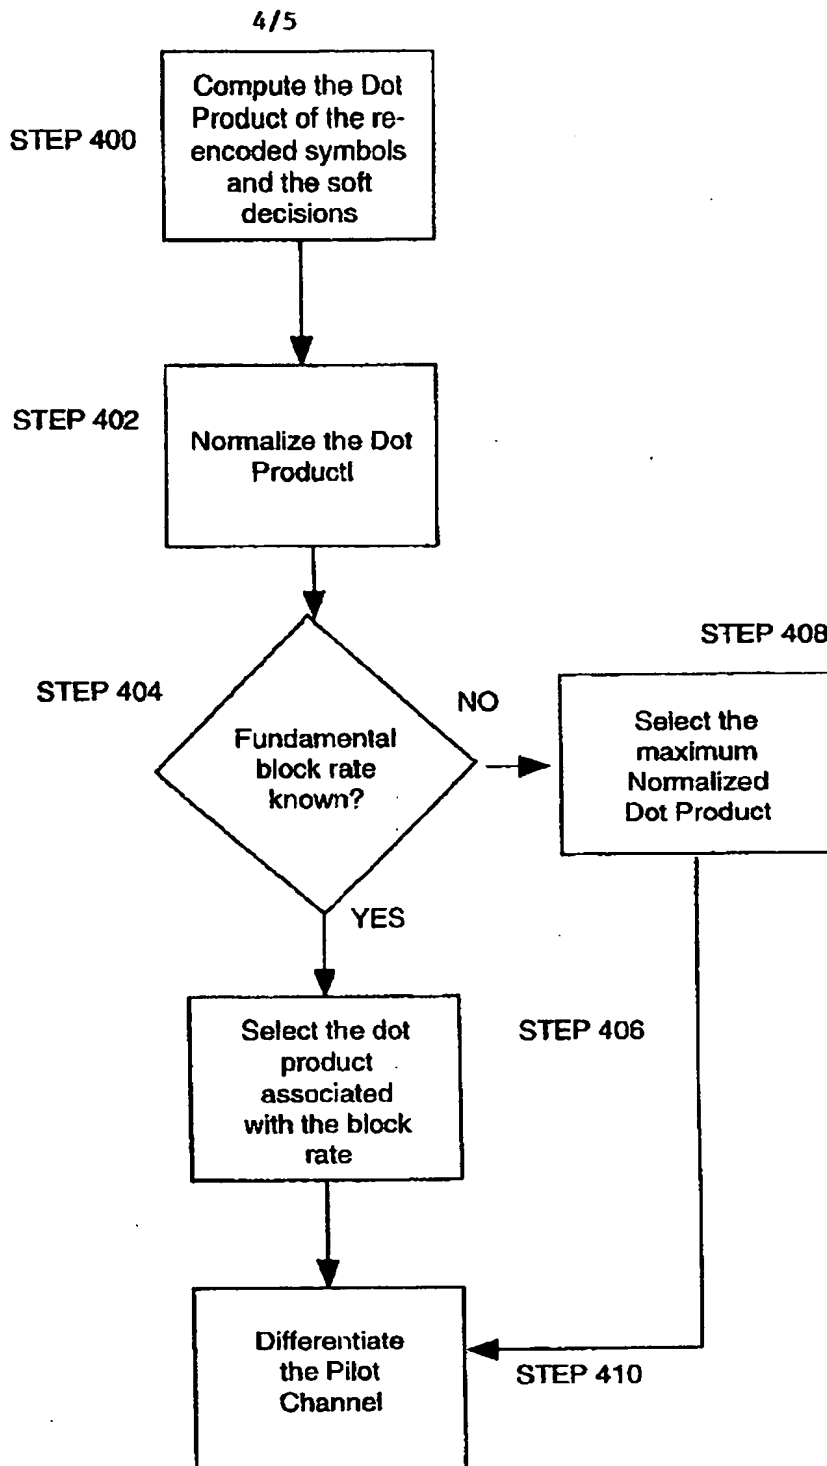 4/5
STEP 400
Compute the Dot
Product of the re-
encoded symbols
and the soft
decisions
STEP 402
Normalize the Dot
Productl
STEP 404
Fundamental
block rate
known?
NO
STEP 408
Select the
maximum
Normalized
Dot Product
YES
Select the dot
product
associated
with the block
rate
STEP 406
Differentiate
the Pilot
Channel
STEP 410